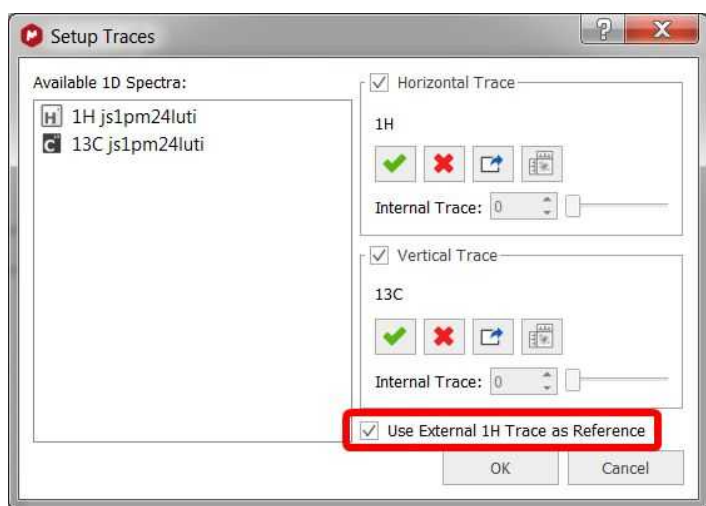 Setup Traces
Available 1D Spectra:
1H js1pm24luti
13C js1pm24luti
Horizontal Trace
1H
Internal Trace: 0
Vertical Trace
13C
Internal Trace: 0
Use External 1H Trace as Reference
OK
Cancel